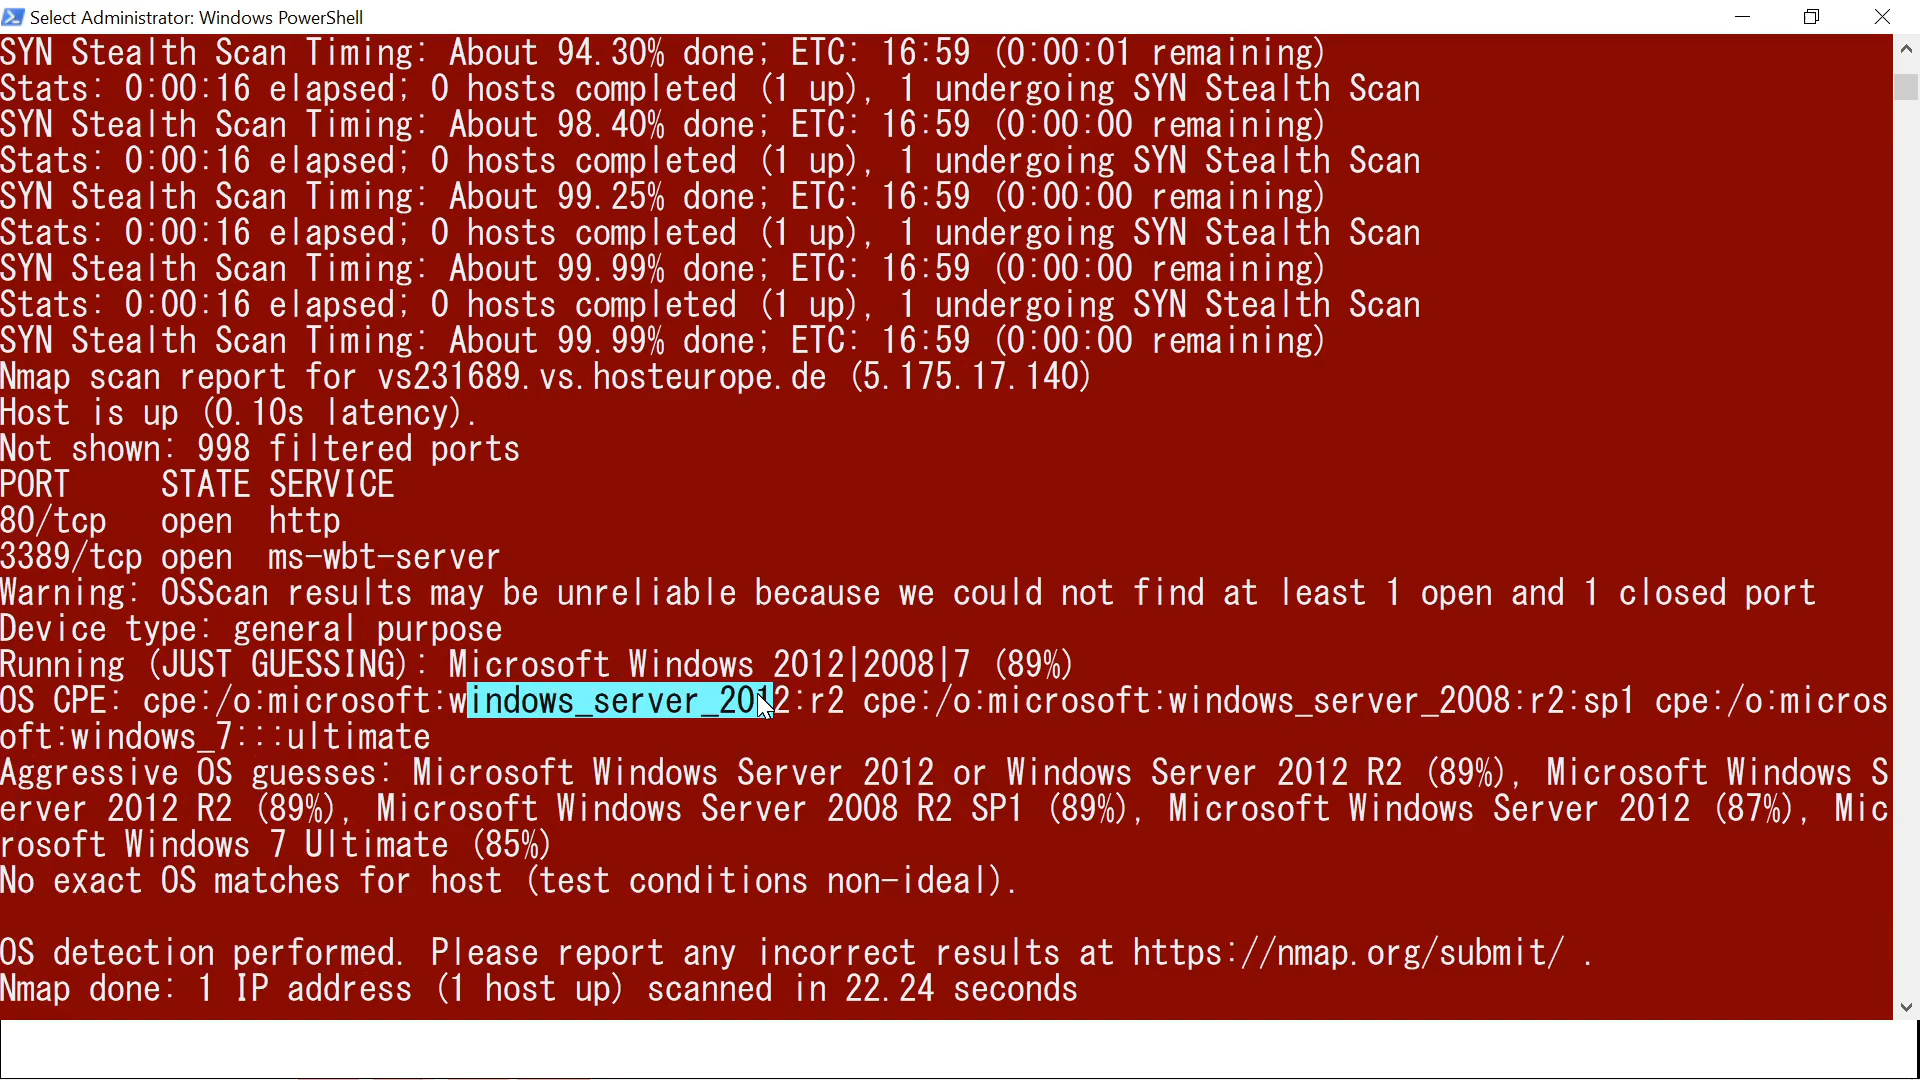 Select Administrator: Windows PowerShell
SYN Stealth Scan Timing: About 94.30% done; ETC: 16:59 (0:00:01 remaining)
Stats: 0:00:16 elapsed; 0 hosts completed (1 up), 1 undergoing SYN Stealth Scan
SYN Stealth Scan Timing: About 98.40% done; ETC: 16:59 (0:00:00 remaining)
Stats: 0:00:16 elapsed; 0 hosts completed (1 up), 1 undergoing SYN Stealth Scan
SYN Stealth Scan Timing: About 99.25% done; ETC: 16:59 (0:00:00 remaining)
Stats: 0:00:16 elapsed; 0 hosts completed (1 up), 1 undergoing SYN Stealth Scan
SYN Stealth Scan Timing: About 99.99% done; ETC: 16:59 (0:00:00 remaining)
Stats: 0:00:16 elapsed; 0 hosts completed (1 up), 1 undergoing SYN Stealth Scan
SYN Stealth Scan Timing: About 99.99% done; ETC: 16:59 (0:00:00 remaining)
Nmap scan report for vs231689.vs.hosteurope.de (5.175.17.140)
Host is up (0.10s latency).
Not shown: 998 filtered ports
PORT     STATE SERVICE
80/tcp   open  http
3389/tcp open  ms-wbt-server
Warning: OSScan results may be unreliable because we could not find at least 1 open and 1 closed port
Device type: general purpose
Running (JUST GUESSING): Microsoft Windows 2012|2008|7 (89%)
OS CPE: cpe:/o:microsoft:windows_server_2012:r2 cpe:/o:microsoft:windows_server_2008:r2:sp1 cpe:/o:micros
oft:windows_7:::ultimate
Aggressive OS guesses: Microsoft Windows Server 2012 or Windows Server 2012 R2 (89%), Microsoft Windows S
erver 2012 R2 (89%), Microsoft Windows Server 2008 R2 SP1 (89%), Microsoft Windows Server 2012 (87%), Mic
rosoft Windows 7 Ultimate (85%)
No exact OS matches for host (test conditions non-ideal).
OS detection performed. Please report any incorrect results at https://nmap.org/submit/ .
Nmap done: 1 IP address (1 host up) scanned in 22.24 seconds